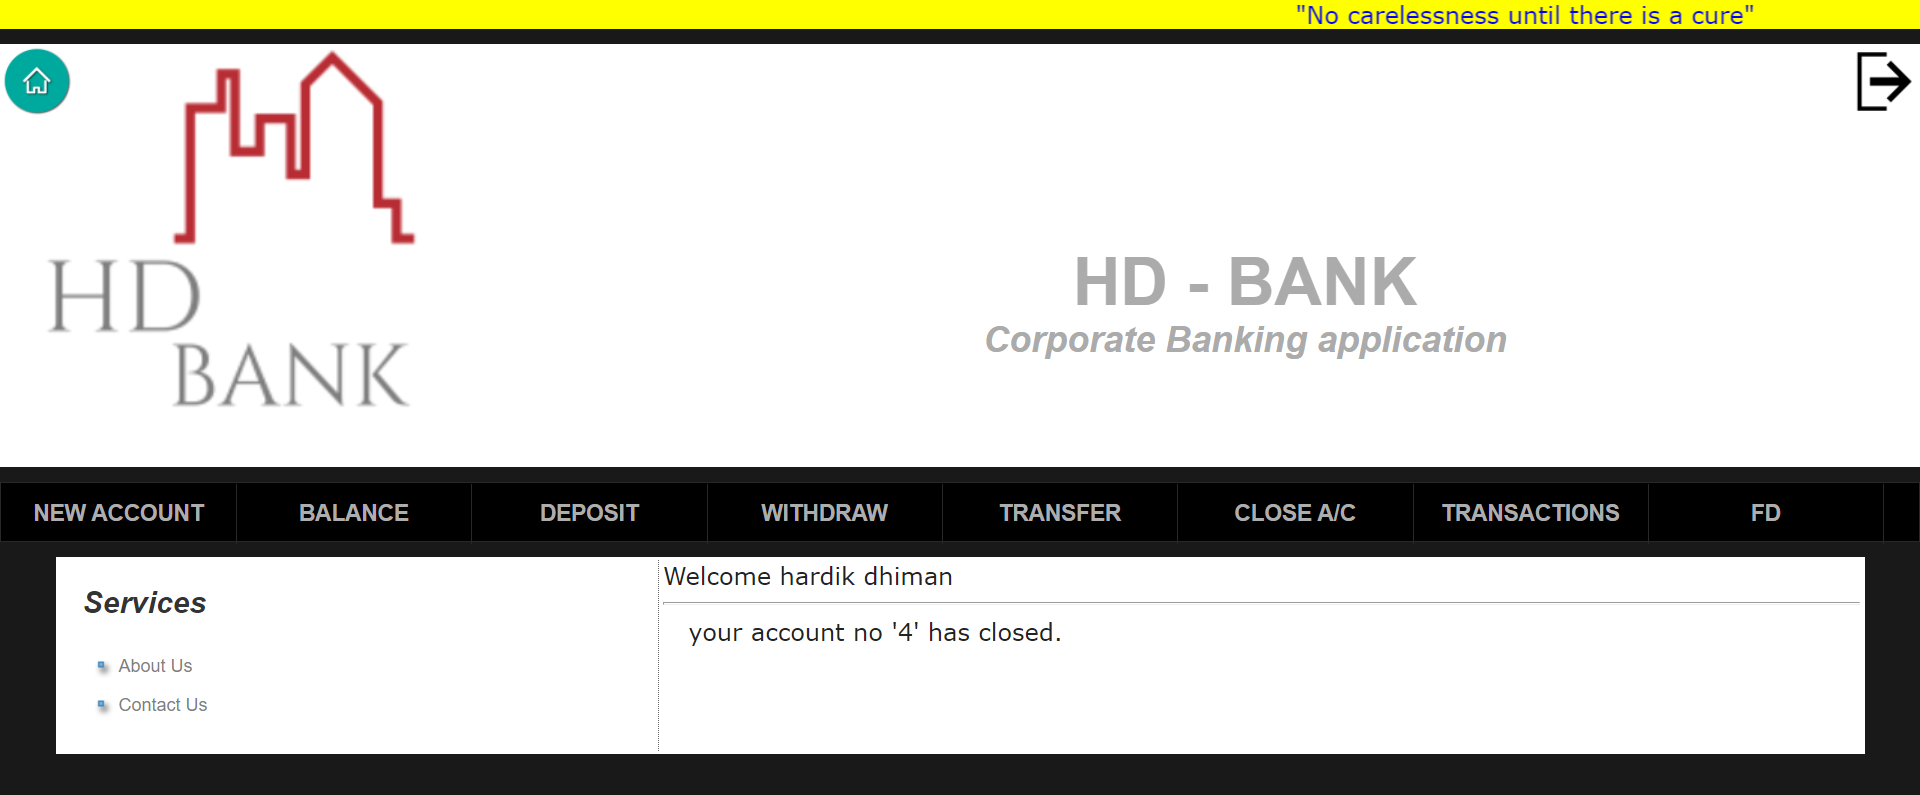 "No carelessness until there is a cure"
HD
BANK
HD - BANK
Corporate Banking application
NEW ACCOUNT
BALANCE
DEPOSIT
WITHDRAW
TRANSFER
CLOSE A/C
TRANSACTIONS
FD
Services
About Us
Contact Us
Welcome hardik dhiman
your account no '4' has closed.